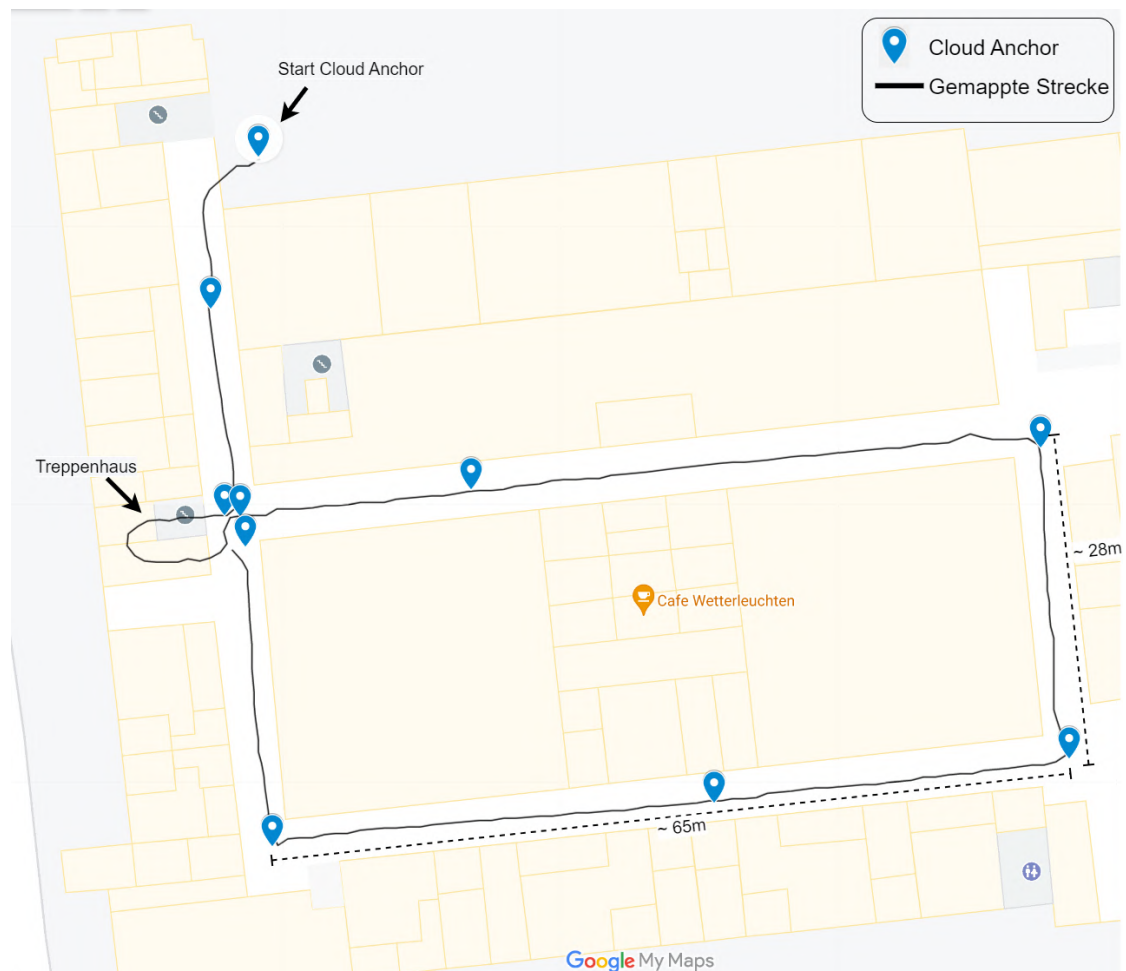 Cloud Anchor
Gemappte Strecke
Start Cloud Anchor
Treppenhaus
~ 28m
Cafe Wetterleuchten
~ 65m
Google My Maps